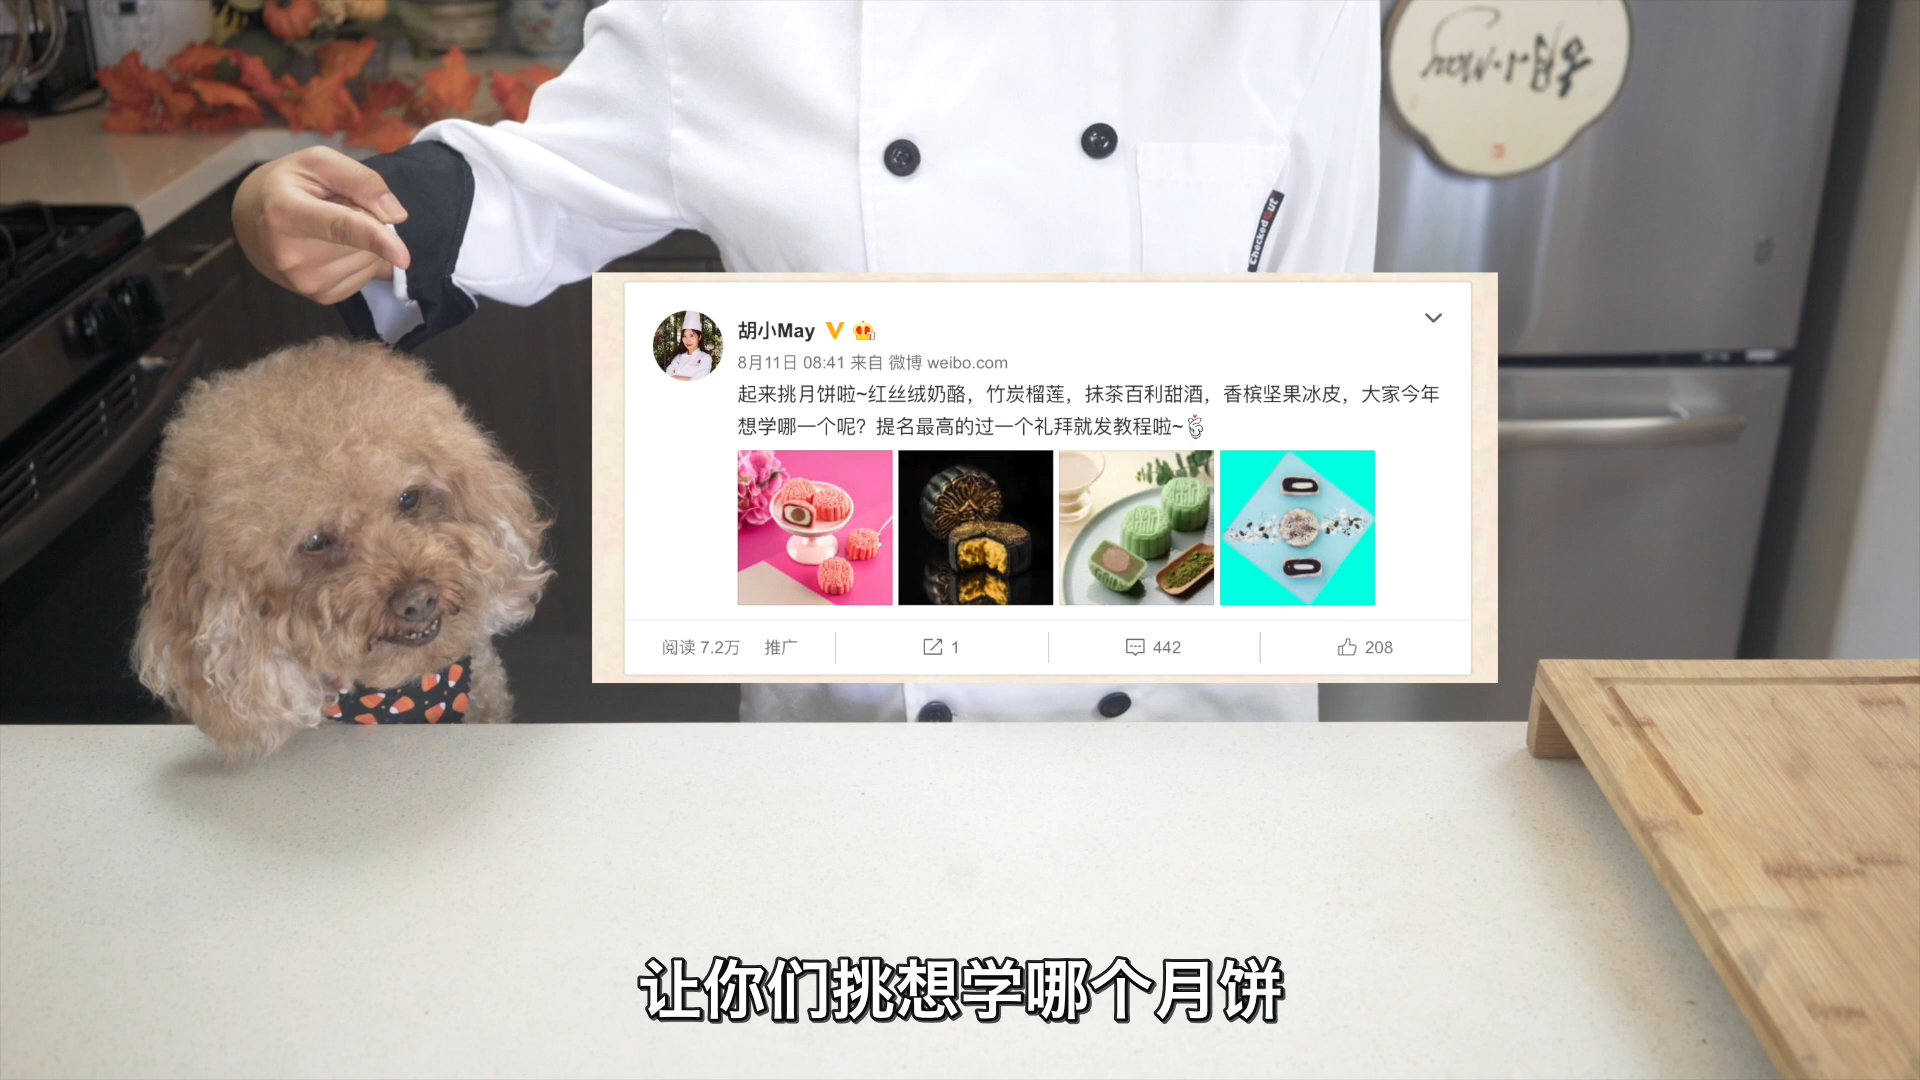 CheckedOut
胡小May
8月11日 08:41 来自 微博 weibo.com
起来挑月饼啦~红丝绒奶酪，竹炭榴莲，抹茶百利甜酒，香槟坚果冰皮，大家今年
想学哪一个呢？提名最高的过一个礼拜就发教程啦~
阅读 7.2万 推广 1 442 208
让你们挑想学哪个月饼